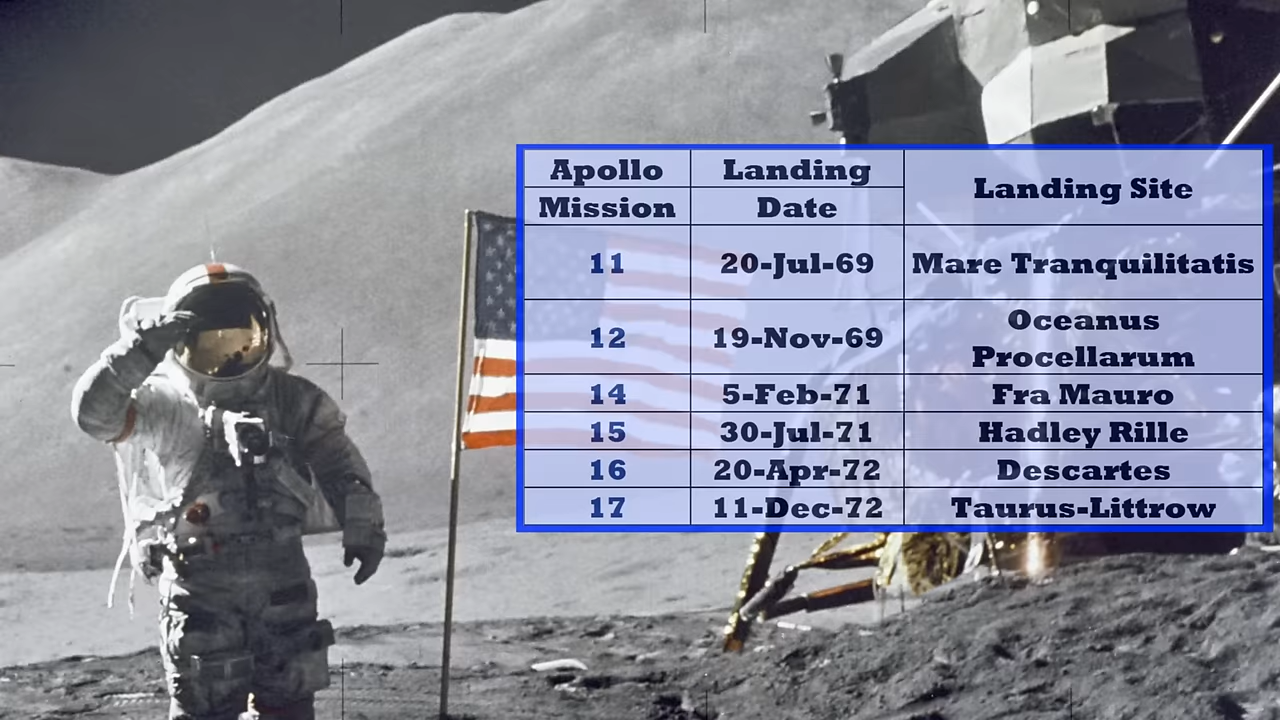 Apollo Landing Landing Site
Mission Date
11 20-Jul-69 Mare Tranquilitatis
12 19-Nov-69 Oceanus
Procellarum
14 5-Feb-71 Fra Mauro
15 30-Jul-71 Hadley Rille
16 20-Apr-72 Descartes
17 11-Dec-72 Taurus-Littrow